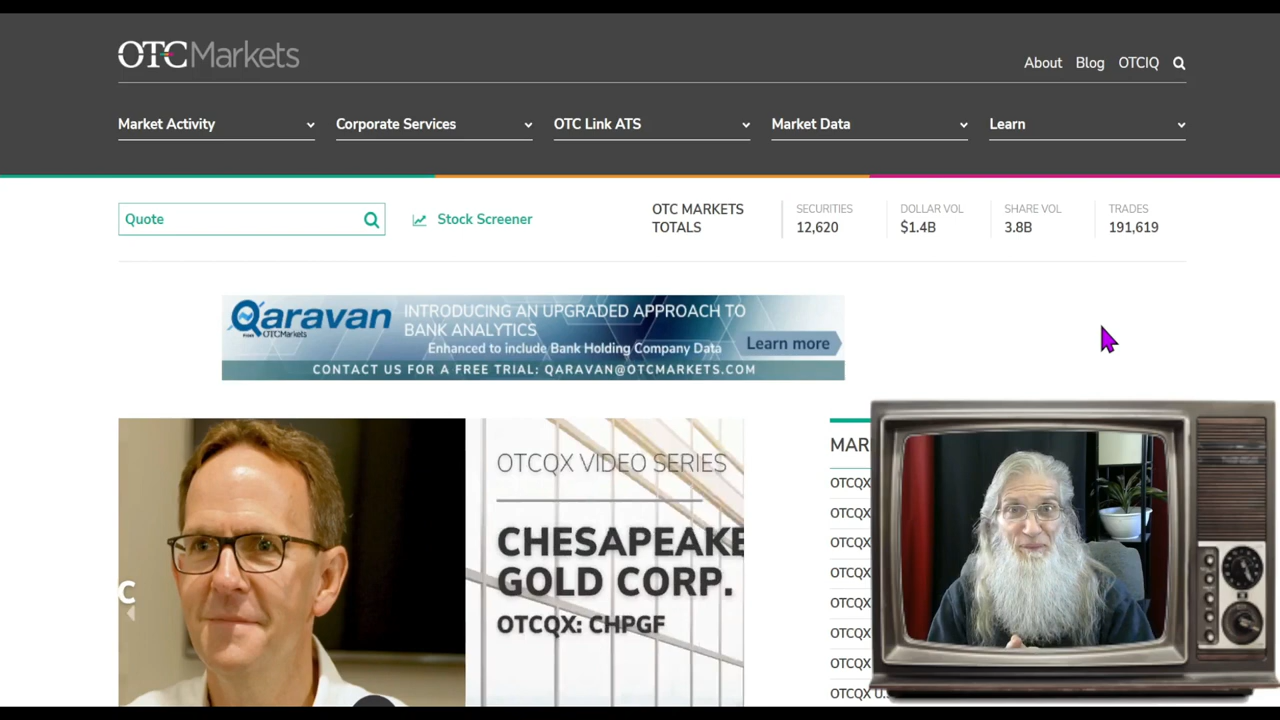 OTCMarkets
About Blog OTCIQ
Market Activity Corporate Services OTC Link ATS Market Data Learn
Quote
Stock Screener
OTC MARKETS
TOTALS
SECURITIES
12,620
DOLLAR VOL
$1.4B
SHARE VOL
3.8B
TRADES
191,619
Qaravan
FROM OTCMarkets
INTRODUCING AN UPGRADED APPROACH TO
BANK ANALYTICS
Enhanced to include Bank Holding Company Data
Learn more
CONTACT US FOR A FREE TRIAL: QARAVAN@OTCMARKETS.COM
C
OTCQX VIDEO SERIES
CHESAPEAKE
GOLD CORP.
OTCQX: CHPGF
MAR
OTCQX
OTCQX
OTCQX
OTCQX
OTCQX
OTCQX
OTCQX
OTCQX U.S